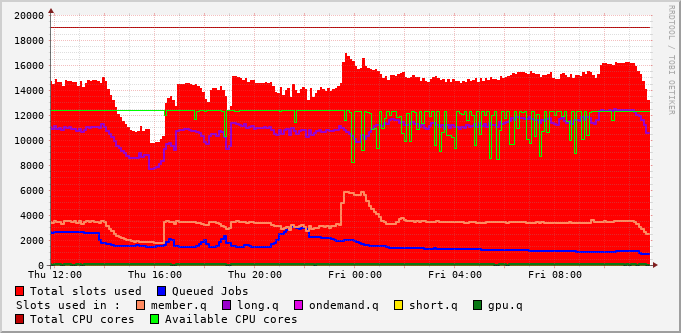 20000
18000
16000
14000
12000
10000
8000
6000
4000
2000
0
Thu 12:00 Thu 16:00 Thu 20:00 Fri 00:00 Fri 04:00 Fri 08:00
RRDTOOL / TOBI OETIKER
Total slots used Queued Jobs
Slots used in : member.q long.q ondemand.q short.q gpu.q
Total CPU cores Available CPU cores